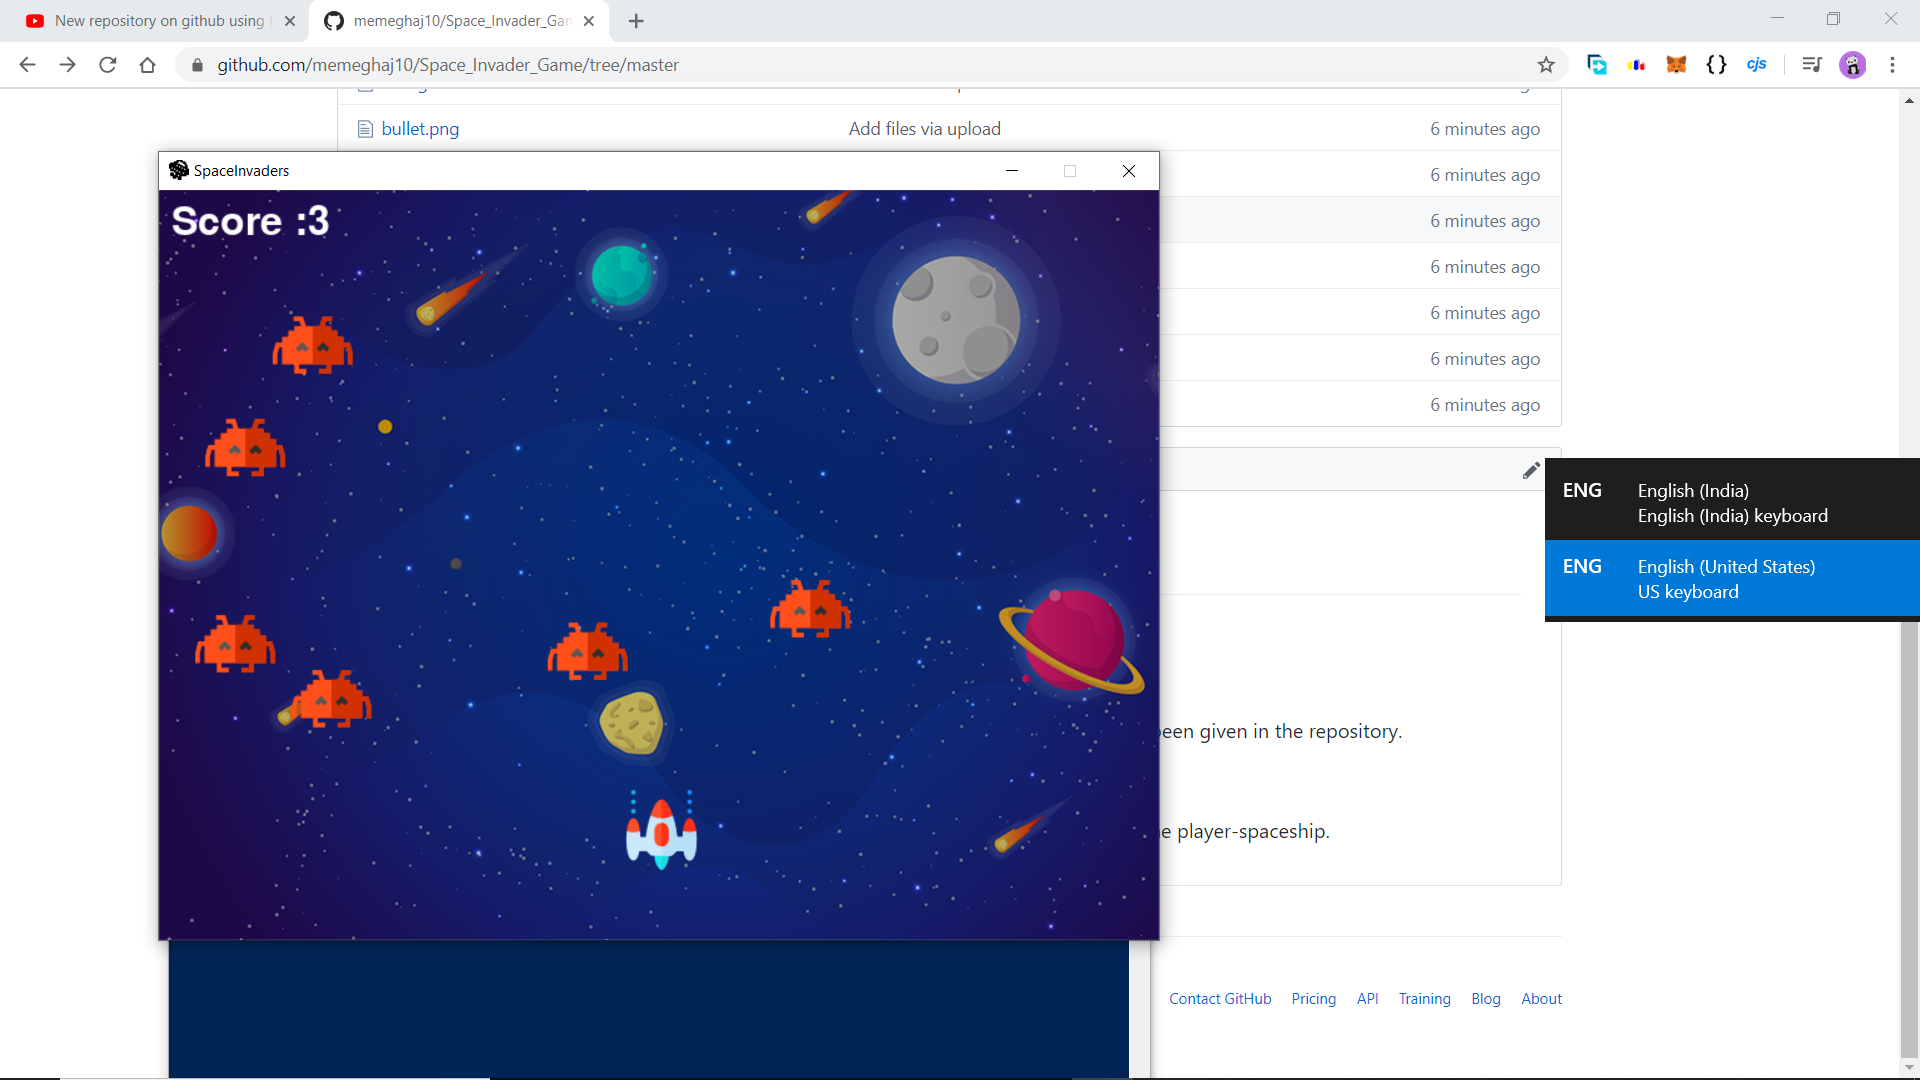 New repository on github using
memeghaj10/Space_Invader_Gam
github.com/memeghaj10/Space_Invader_Game/tree/master
cjs
bullet.png
Add files via upload
6 minutes ago
SpaceInvaders
6 minutes ago
Score :3
6 minutes ago
6 minutes ago
6 minutes ago
6 minutes ago
6 minutes ago
ENG English (India)
English (India) keyboard
ENG English (United States)
US keyboard
been given in the repository.
player-spaceship.
Contact GitHub Pricing API Training Blog About